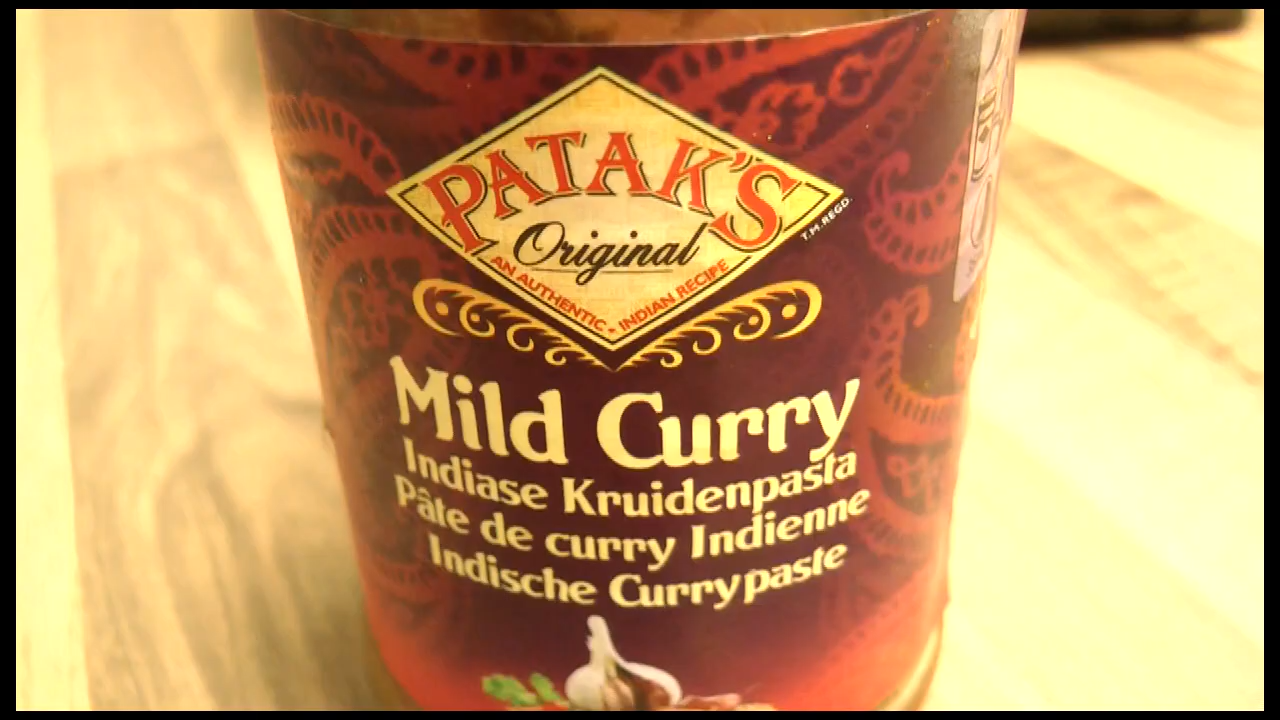 PATAK'S
Original
AN AUTHENTIC - INDIAN RECIPE
T.M.REGD.
Mild Curry
Indiase Kruidenpasta
Pâte de curry Indienne
Indische Currypaste